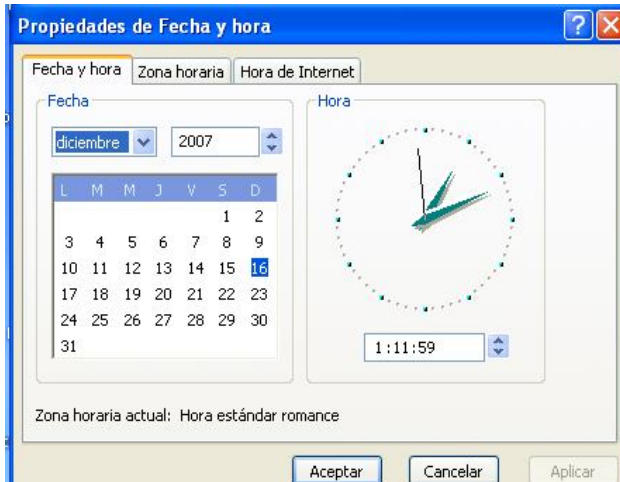 Propiedades de Fecha y hora
Fecha y hora Zona horaria Hora de Internet
Fecha
diciembre 2007
L M M J V S D
1 2
3 4 5 6 7 8 9
10 11 12 13 14 15 16
17 18 19 20 21 22 23
24 25 26 27 28 29 30
31
Hora
1:11:59
Zona horaria actual: Hora estándar romance
Aceptar Cancelar Aplicar